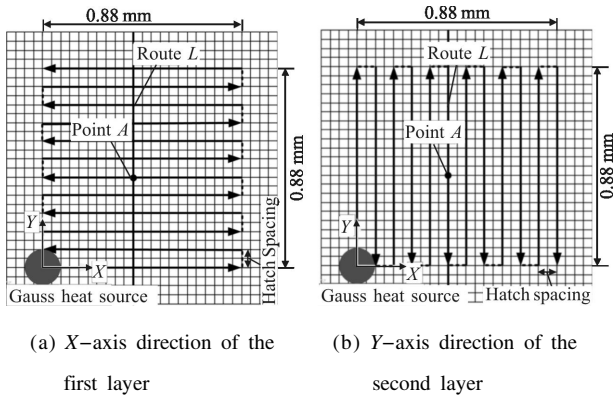 0.88 mm
Route L
Point A
0.88 mm
Y
X
Hatch Spacing
Gauss heat source
0.88 mm
Route L
Point A
0.88 mm
Y
X
Gauss heat source
Hatch spacing
(a) X−axis direction of the
first layer
(b) Y−axis direction of the
second layer